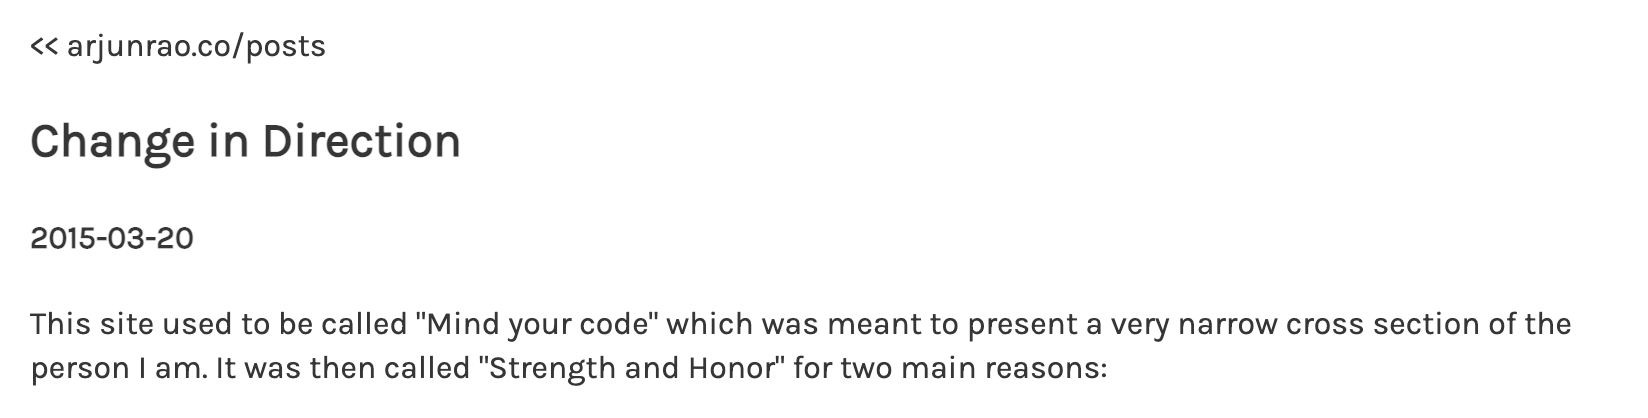 << arjunrao.co/posts
Change in Direction
2015-03-20
This site used to be called "Mind your code" which was meant to present a very narrow cross section of the
person I am. It was then called "Strength and Honor" for two main reasons: